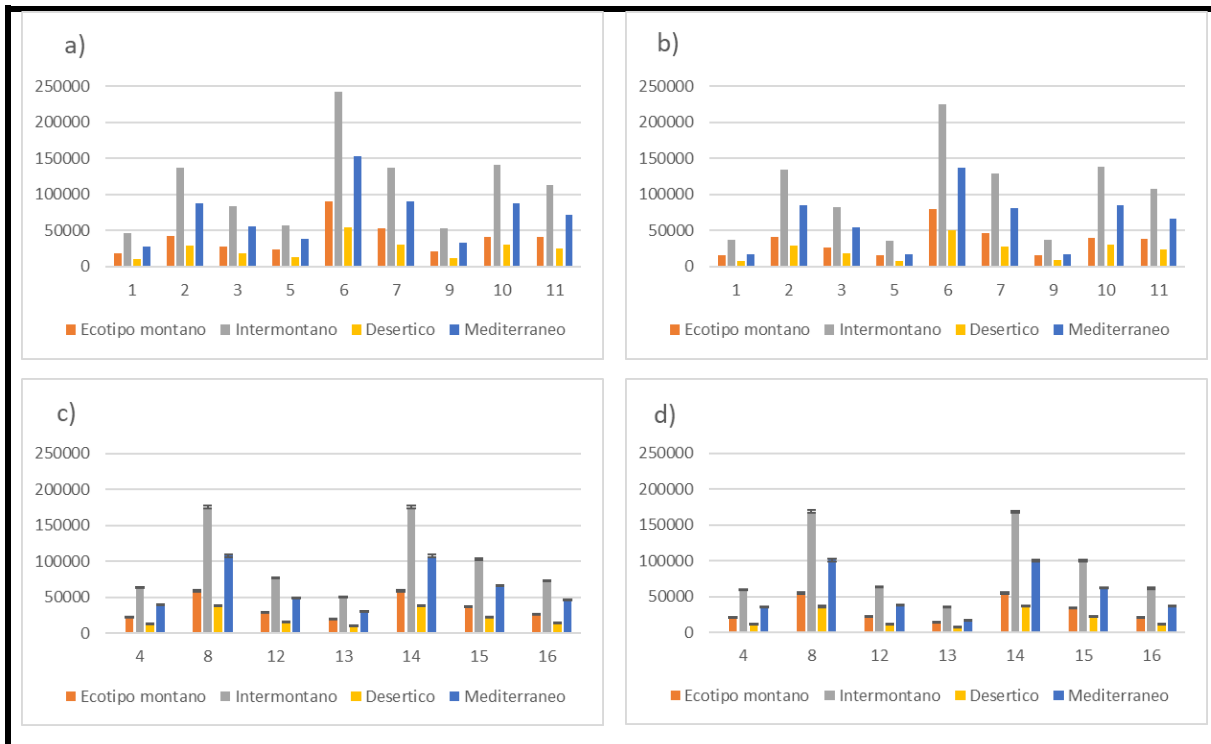 a)
250000
200000
150000
100000
50000
0
1 2 3 5 6 7 9 10 11
Ecotipo montano Intermontano Desertico Mediterraneo
b)
250000
200000
150000
100000
50000
0
1 2 3 5 6 7 9 10 11
Ecotipo montano Intermontano Desertico Mediterraneo
c)
250000
200000
150000
100000
50000
0
4 8 12 13 14 15 16
Ecotipo montano Intermontano Desertico Mediterraneo
d)
250000
200000
150000
100000
50000
0
4 8 12 13 14 15 16
Ecotipo montano Intermontano Desertico Mediterraneo